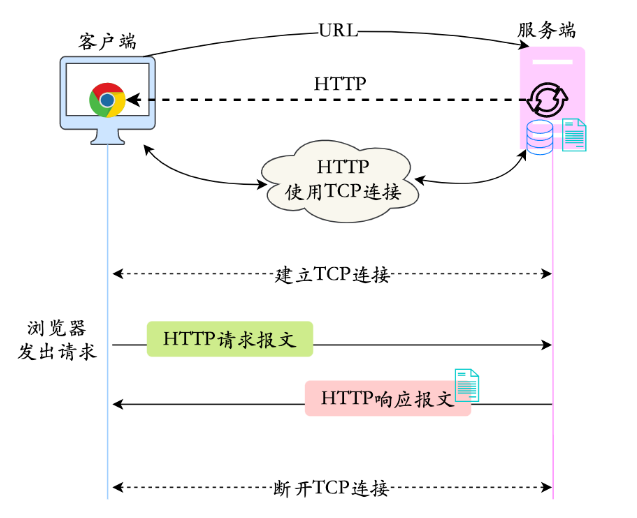 客户端
URL
服务端
HTTP
HTTP
使用TCP连接
建立TCP连接
浏览器
发出请求
HTTP请求报文
HTTP响应报文
断开TCP连接